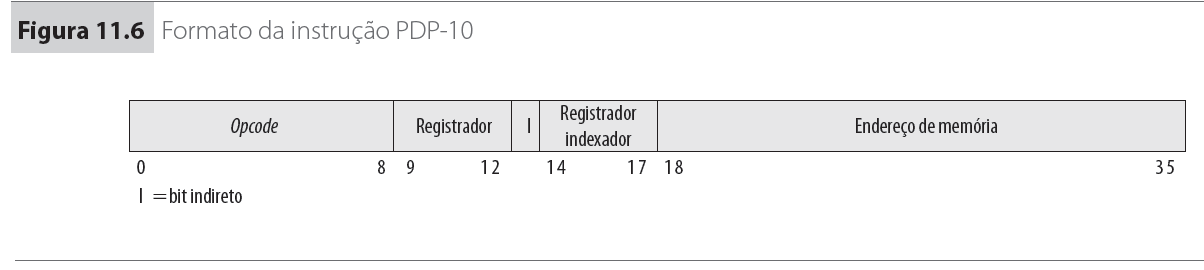 Figura 11.6 Formato da instrução PDP-10
Opcode Registrador I Registrador indexador Endereço de memória
0 8 9 12 14 17 18 35
I = bit indireto